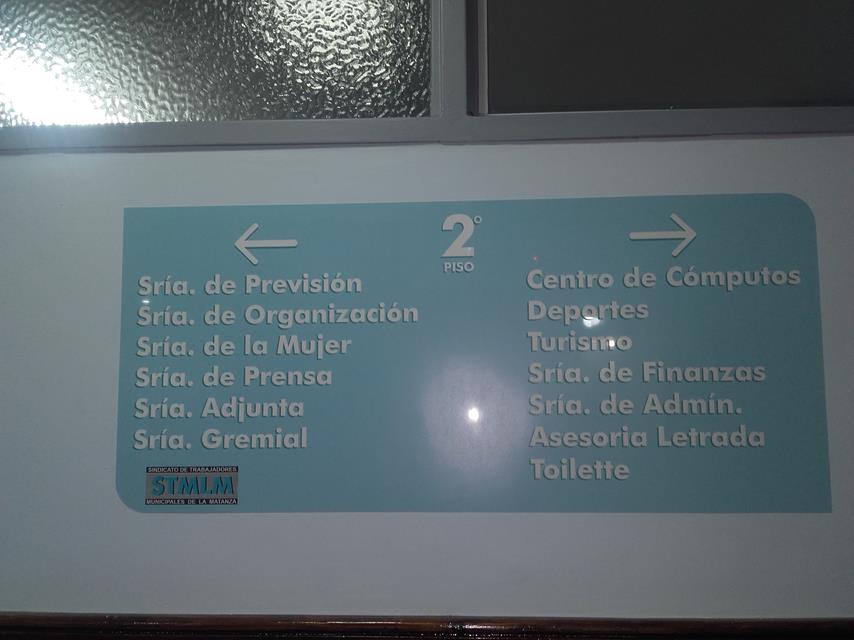 2°
PISO
Sría. de Previsión
Sría. de Organización
Sría. de la Mujer
Sría. de Prensa
Sría. Adjunta
Sría. Gremial
SINDICATO DE TRABAJADORES
STMLM
MUNICIPALES DE LA MATANZA
Centro de Cómputos
Deportes
Turismo
Sría. de Finanzas
Sría. de Admín.
Asesoria Letrada
Toilette